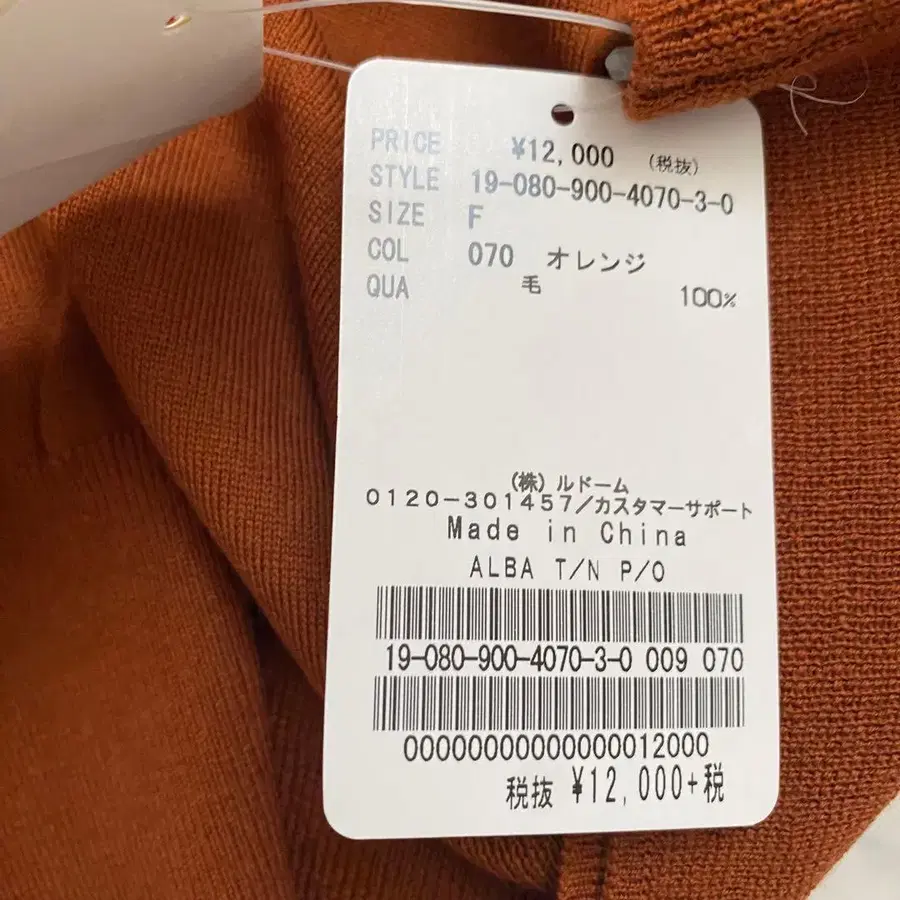 PRICE ¥12,000 (税抜)
STYLE 19-080-900-4070-3-0
SIZE F
COL 070 オレンジ
QUA 毛 100%
(株) ルドーム
0120-301457/カスタマーサポート
Made in China
ALBA T/N P/O
19-080-900-4070-3-0 009 070
00000000000000012000
税抜 ¥12,000+税